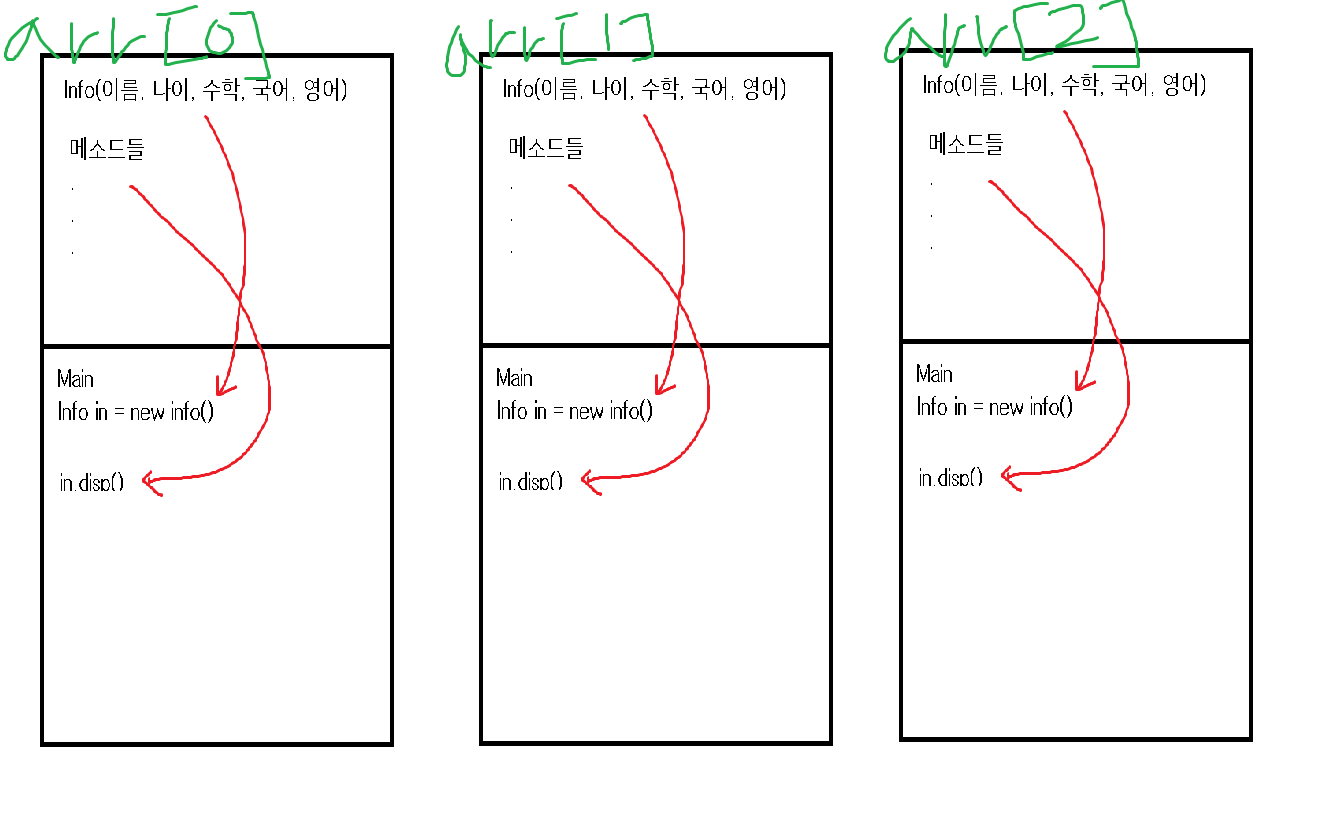 arr[0]
Info(이름, 나이, 수학, 국어, 영어)
메소드들
.
.
.
Main
Info in = new info()
in.disp()
arr[1]
Info(이름, 나이, 수학, 국어, 영어)
메소드들
.
.
.
Main
Info in = new info()
in.disp()
arr[2]
Info(이름, 나이, 수학, 국어, 영어)
메소드들
.
.
.
Main
Info in = new info()
in.disp()